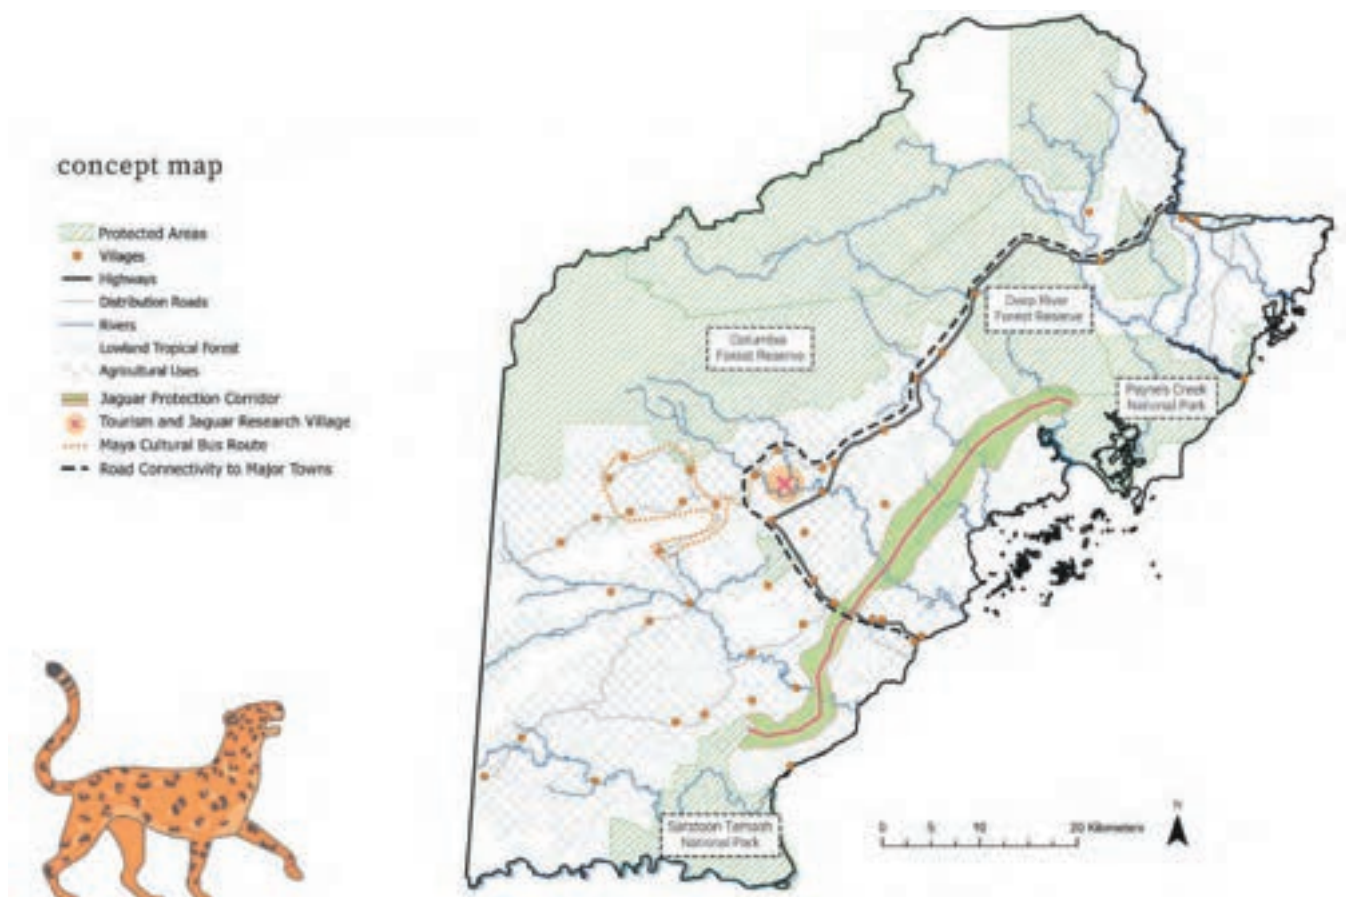 concept map
Protected Areas
Villages
Highways
Distribution Roads
Rivers
Lowland Tropical Forest
Agricultural Uses
Jaguar Protection Corridor
Tourism and Jaguar Research Village
Maya Cultural Bus Route
Road Connectivity to Major Towns
Deep River
Forest Reserve
Columbia
Forest Reserve
Paynes Creek
National Park
Sarstoon Temash
National Park
0 5 10 20 Kilometers
N